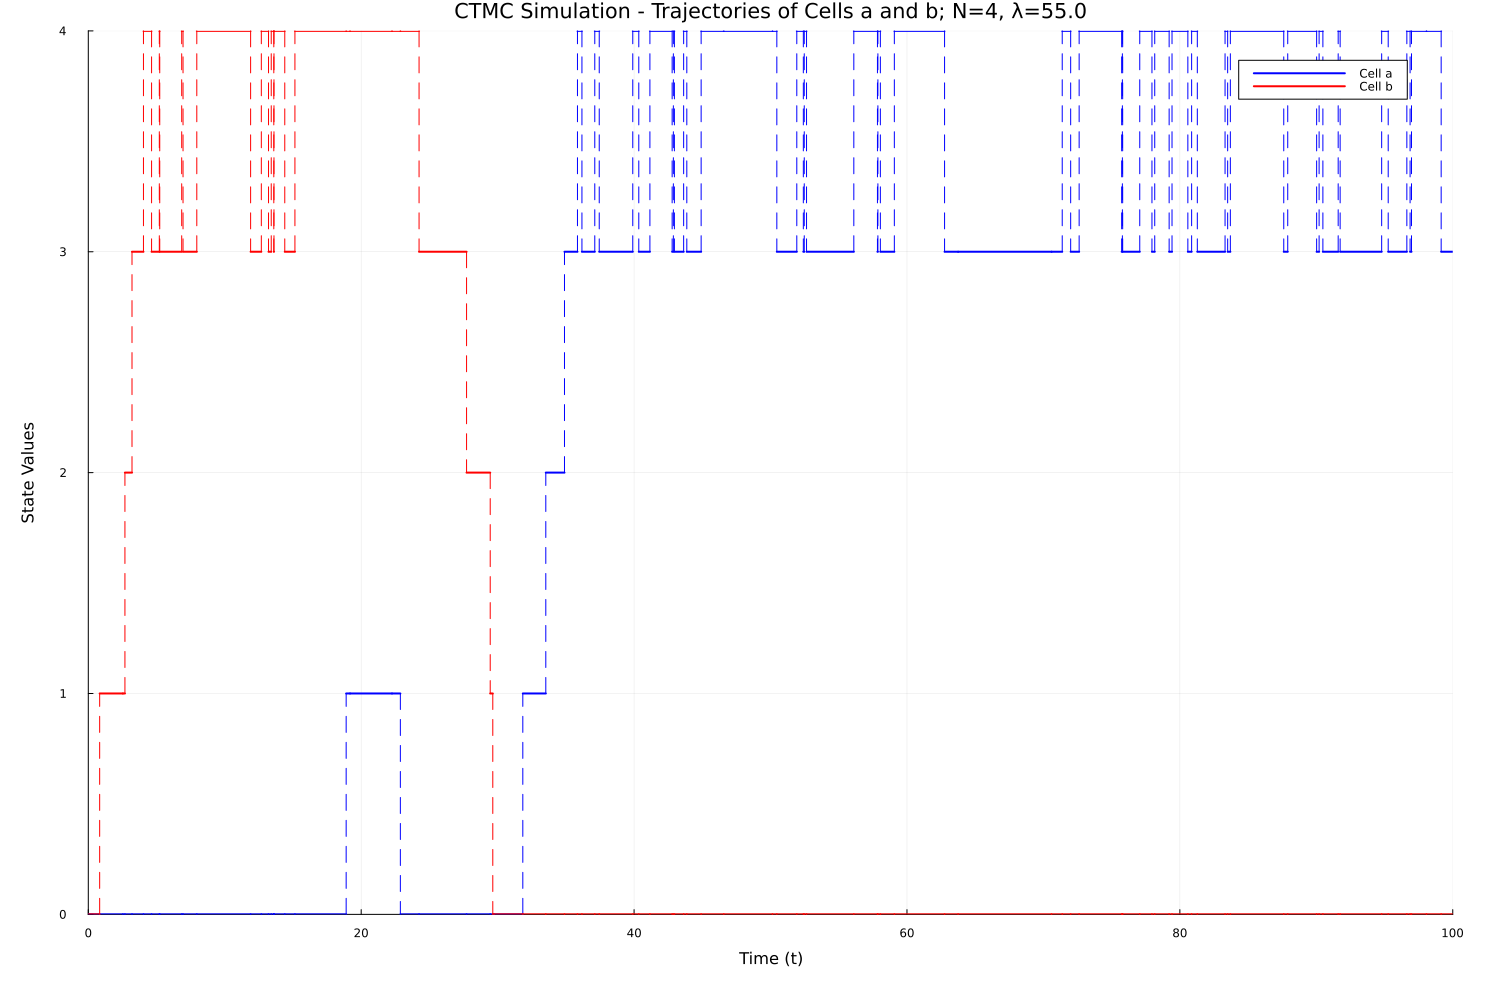 CTMC Simulation - Trajectories of Cells a and b; N=4, λ=55.0
4
Cell a
Cell b
3
State Values
2
1
0
0 20 40 60 80 100
Time (t)